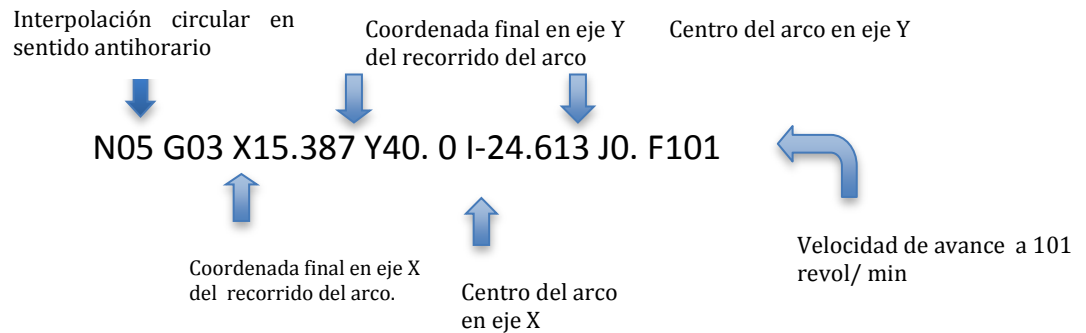 Interpolación circular en
sentido antihorario
Coordenada final en eje Y
del recorrido del arco
Centro del arco en eje Y
N05 G03 X15.387 Y40. 0 I-24.613 J0. F101
Coordenada final en eje X
del recorrido del arco.
Centro del arco
en eje X
Velocidad de avance a 101
revol/ min